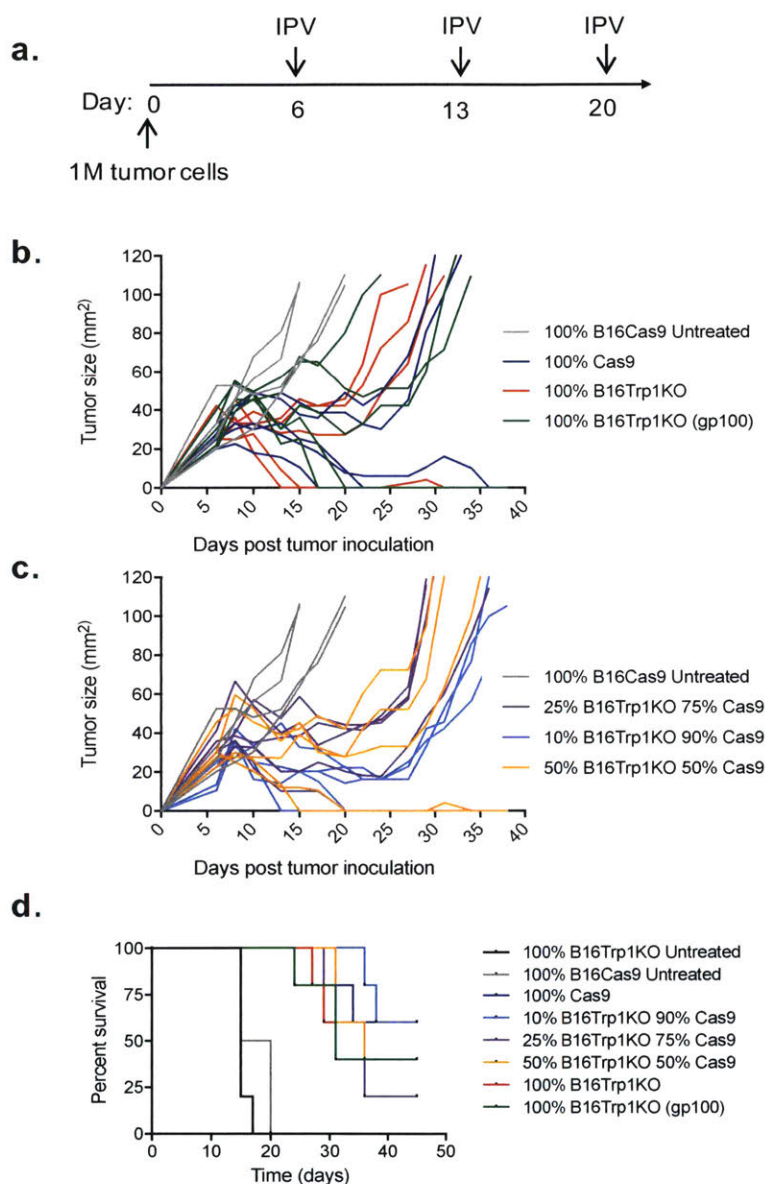 a.
IPV IPV IPV
Day: 0 6 13 20
1M tumor cells
b.
Tumor size (mm²)
120
100
80
60
40
20
0
0 5 10 15 20 25 30 35 40
Days post tumor inoculation
100% B16Cas9 Untreated
100% Cas9
100% B16Trp1KO
100% B16Trp1KO (gp100)
c.
Tumor size (mm²)
120
100
80
60
40
20
0
0 5 10 15 20 25 30 35 40
Days post tumor inoculation
100% B16Cas9 Untreated
25% B16Trp1KO 75% Cas9
10% B16Trp1KO 90% Cas9
50% B16Trp1KO 50% Cas9
d.
Percent survival
100
75
50
25
0
0 10 20 30 40 50
Time (days)
100% B16Trp1KO Untreated
100% B16Cas9 Untreated
100% Cas9
10% B16Trp1KO 90% Cas9
25% B16Trp1KO 75% Cas9
50% B16Trp1KO 50% Cas9
100% B16Trp1KO
100% B16Trp1KO (gp100)